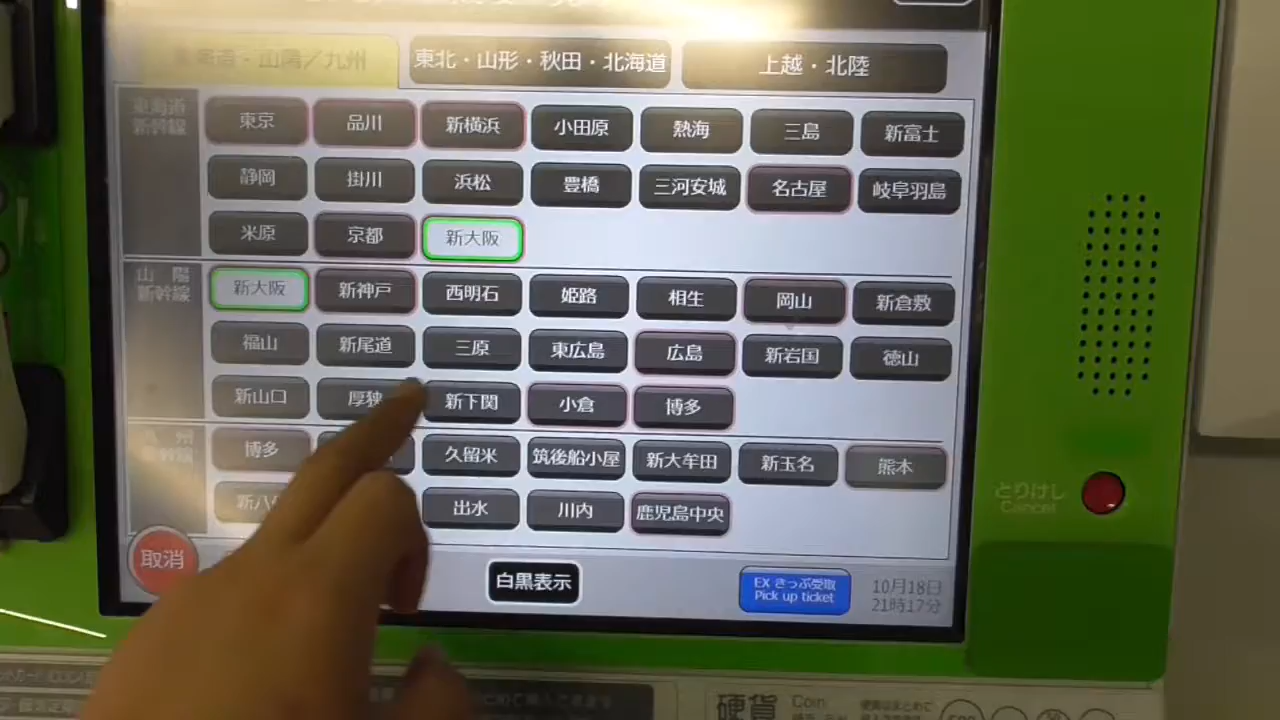 東海道・山陽/九州 東北・山形・秋田・北海道 上越・北陸
東海道
新幹線
東京 品川 新横浜 小田原 熱海 三島 新富士
静岡 掛川 浜松 豊橋 三河安城 名古屋 岐阜羽島
米原 京都 新大阪
山陽
新幹線
新大阪 新神戸 西明石 姫路 相生 岡山 新倉敷
福山 新尾道 三原 東広島 広島 新岩国 徳山
新山口 厚狭 新下関 小倉 博多
博多 久留米 筑後船小屋 新大牟田 新玉名 熊本
新八 出水 川内 鹿児島中央
取消
白黒表示
EX きっぷ受取
Pick up ticket
10月18日
21時17分
とりけし
Cancel
硬貨 Coin